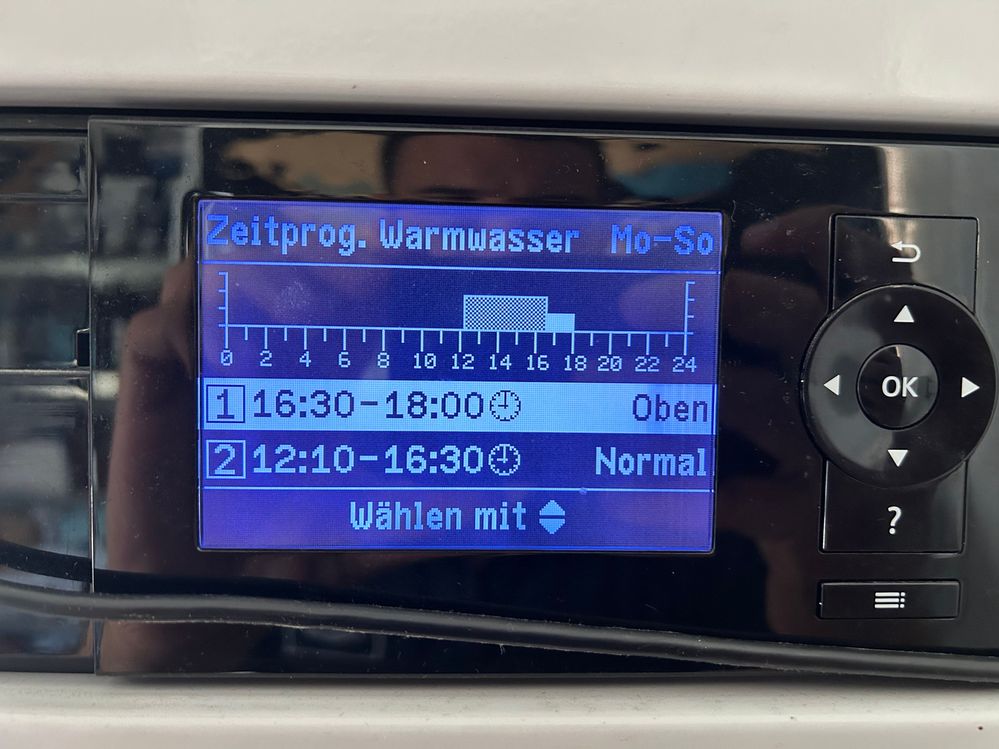 Zeitprog. Warmwasser Mo-So
0 2 4 6 8 10 12 14 16 18 20 22 24
1 16:30-18:00 Oben
2 12:10-16:30 Normal
Wählen mit
OK
?